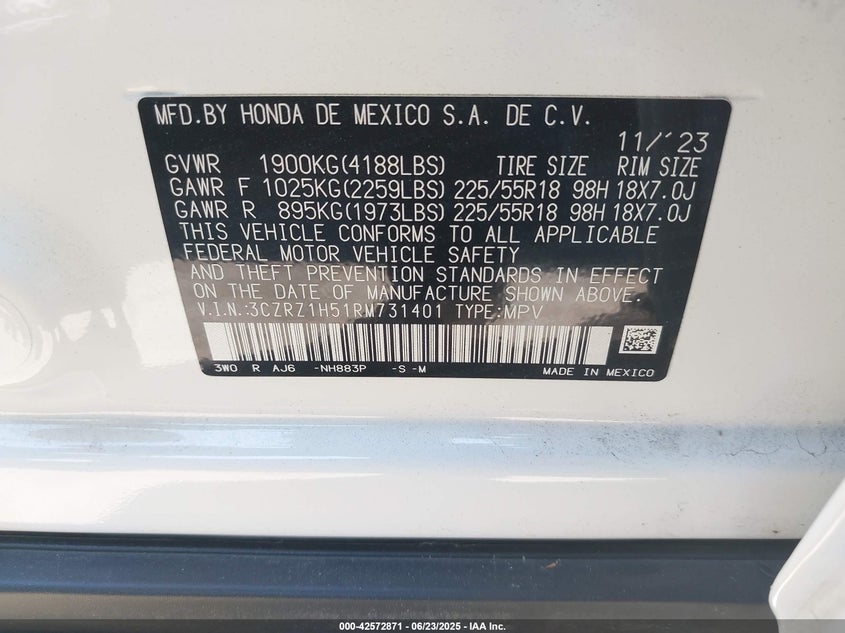 MFD.BY HONDA DE MEXICO S.A. DE C.V.
11/'23
GVWR 1900KG(4188LBS) TIRE SIZE RIM SIZE
GAWR F 1025KG(2259LBS) 225/55R18 98H 18X7.0J
GAWR R 895KG(1973LBS) 225/55R18 98H 18X7.0J
THIS VEHICLE CONFORMS TO ALL APPLICABLE
FEDERAL MOTOR VEHICLE SAFETY
AND THEFT PREVENTION STANDARDS IN EFFECT
ON THE DATE OF MANUFACTURE SHOWN ABOVE.
V.I.N.:3CZRZ1H51RM731401 TYPE:MPV
3W0 R AJ6 -NH883P -S -M MADE IN MEXICO
000-42572871 - 06/23/2025 - IAA Inc.